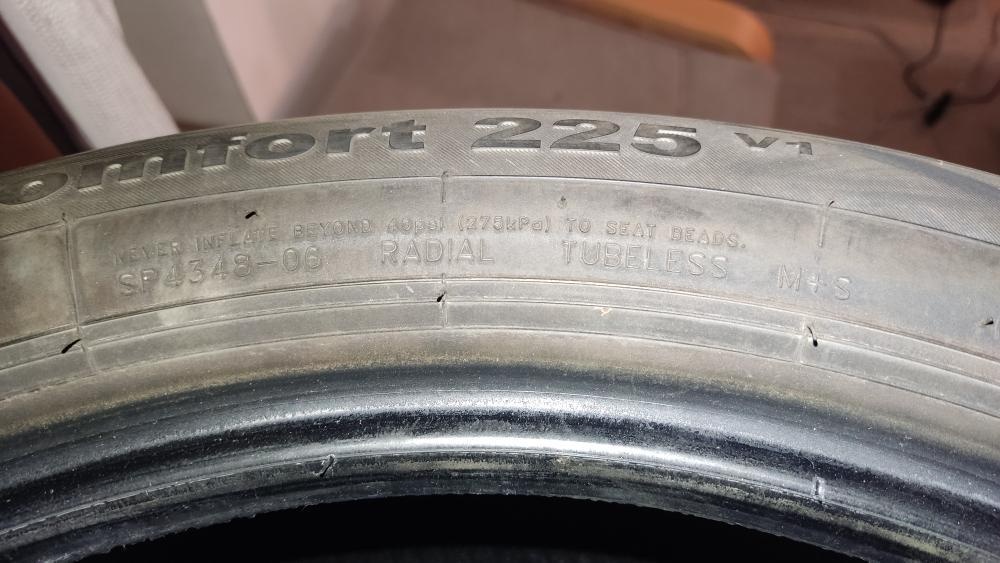 omfort 225 V1
NEVER INFLATE BEYOND 40psi (275kPa) TO SEAT BEADS.
SP4348-06 RADIAL TUBELESS M+S